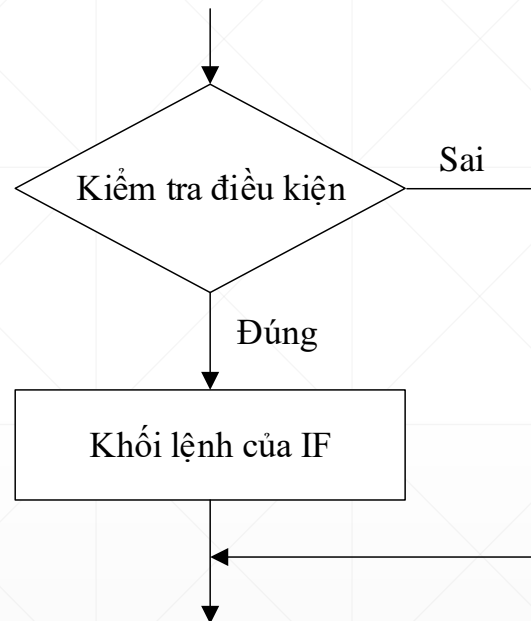 Kiểm tra điều kiện
Sai
Đúng
Khối lệnh của IF